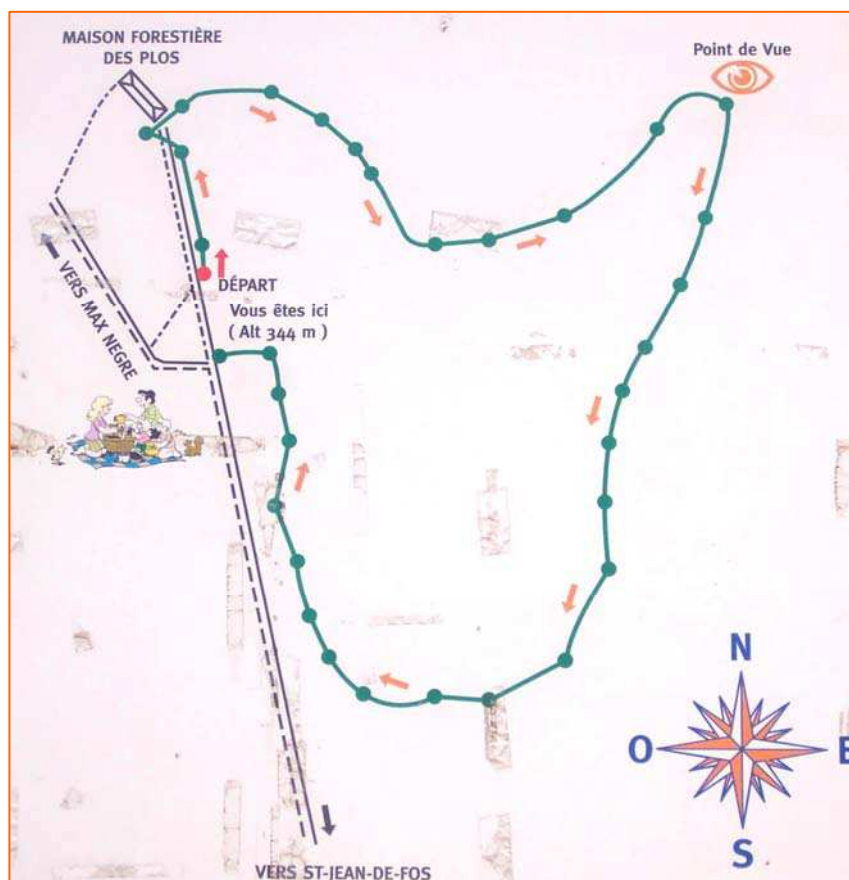 MAISON FORESTIÈRE
DES PLOS
Point de Vue
DÉPART
Vous êtes ici
( Alt 344 m )
VERS MAX NÈGRE
N
O
E
S
VERS ST-JEAN-DE-FOS